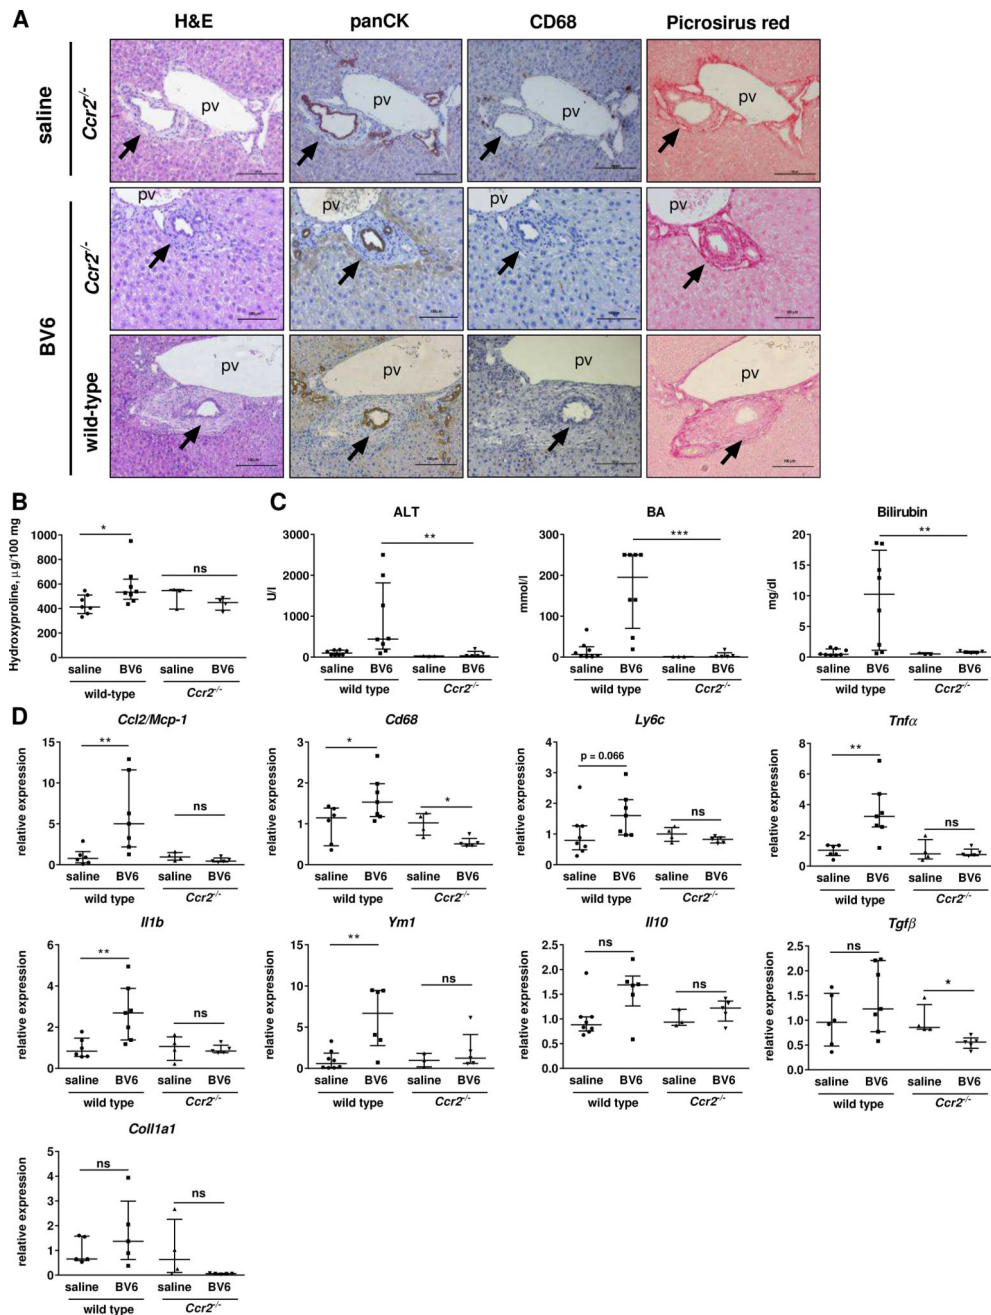 A
H&E panCK CD68 Picrosirus red
saline
Ccr2-/-
pv pv pv pv
BV6
Ccr2-/-
pv pv pv pv
100 µm
wild-type
pv pv pv pv
100 µm
B
Hydroxyproline, µg/100 mg
1000
800
600
400
200
0
*
ns
saline BV6 saline BV6
wild-type Ccr2-/-
C
ALT
U/l
3000
2000
1000
0
**
saline BV6 saline BV6
wild type Ccr2-/-
BA
mmol/l
300
200
100
0
***
saline BV6 saline BV6
wild type Ccr2-/-
Bilirubin
mg/dl
20
15
10
5
0
**
saline BV6 saline BV6
wild type Ccr2-/-
D
Ccl2/Mcp-1
relative expression
15
10
5
0
**
ns
saline BV6 saline BV6
wild type Ccr2-/-
Cd68
relative expression
4
3
2
1
0
*
*
saline BV6 saline BV6
wild type Ccr2-/-
Ly6c
relative expression
4
3
2
1
0
p = 0.066
ns
saline BV6 saline BV6
wild type Ccr2-/-
Tnfα
relative expression
8
6
4
2
0
**
ns
saline BV6 saline BV6
wild type Ccr2-/-
Il1b
relative expression
6
4
2
0
**
ns
saline BV6 saline BV6
wild type Ccr2-/-
Ym1
relative expression
15
10
5
0
**
ns
saline BV6 saline BV6
wild type Ccr2-/-
Il10
relative expression
2.5
2.0
1.5
1.0
0.5
0.0
ns
ns
saline BV6 saline BV6
wild type Ccr2-/-
Tgfβ
relative expression
2.5
2.0
1.5
1.0
0.5
0.0
ns
*
saline BV6 saline BV6
wild type Ccr2-/-
Coll1a1
relative expression
5
4
3
2
1
0
ns
ns
saline BV6 saline BV6
wild type Ccr2-/-